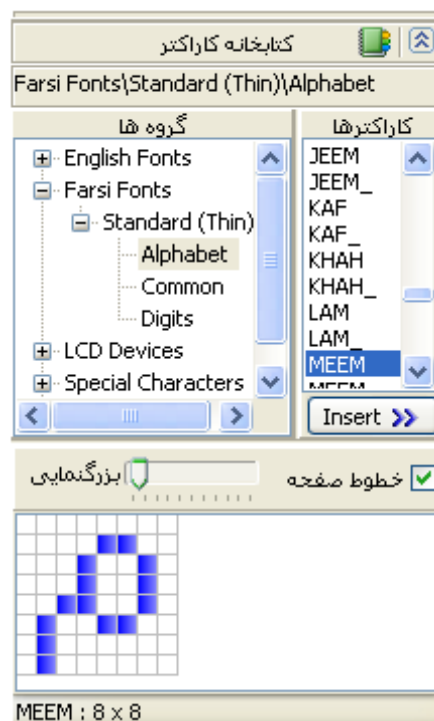 کتابخانه کاراکتر
Farsi Fonts\Standard (Thin)\Alphabet
گروه ها
English Fonts
Farsi Fonts
Standard (Thin)
Alphabet
Common
Digits
LCD Devices
Special Characters
کاراکترها
JEEM
JEEM_
KAF
KAF_
KHAH
KHAH_
LAM
LAM_
MEEM
Insert
بزرگنمایی
خطوط صفحه
MEEM : 8 x 8